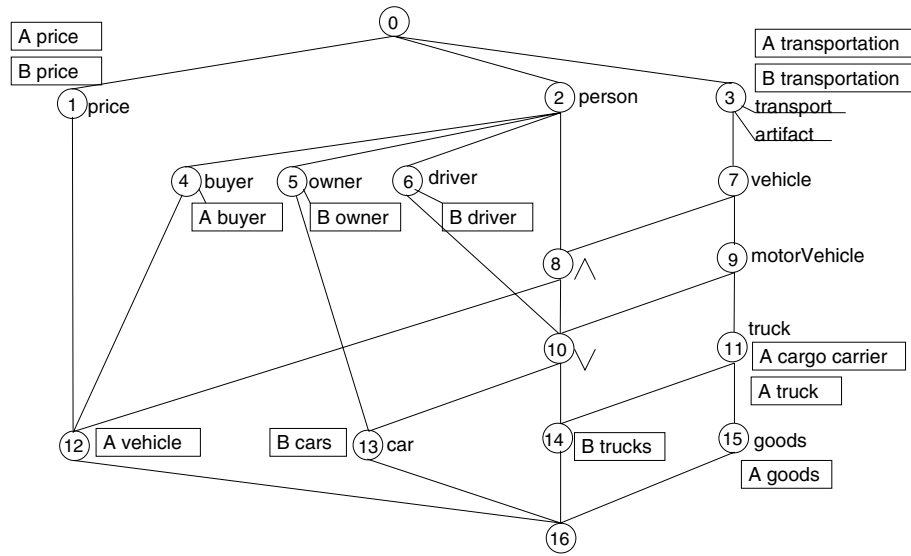 0
A price
A transportation
B price
B transportation
1 price
2 person
3
transport
artifact
4 buyer
5 owner
6 driver
7 vehicle
A buyer
B owner
B driver
8 ⋀
9 motorVehicle
truck
10 ⋁
11
A cargo carrier
A truck
12
A vehicle
B cars
13 car
14
B trucks
15 goods
A goods
16